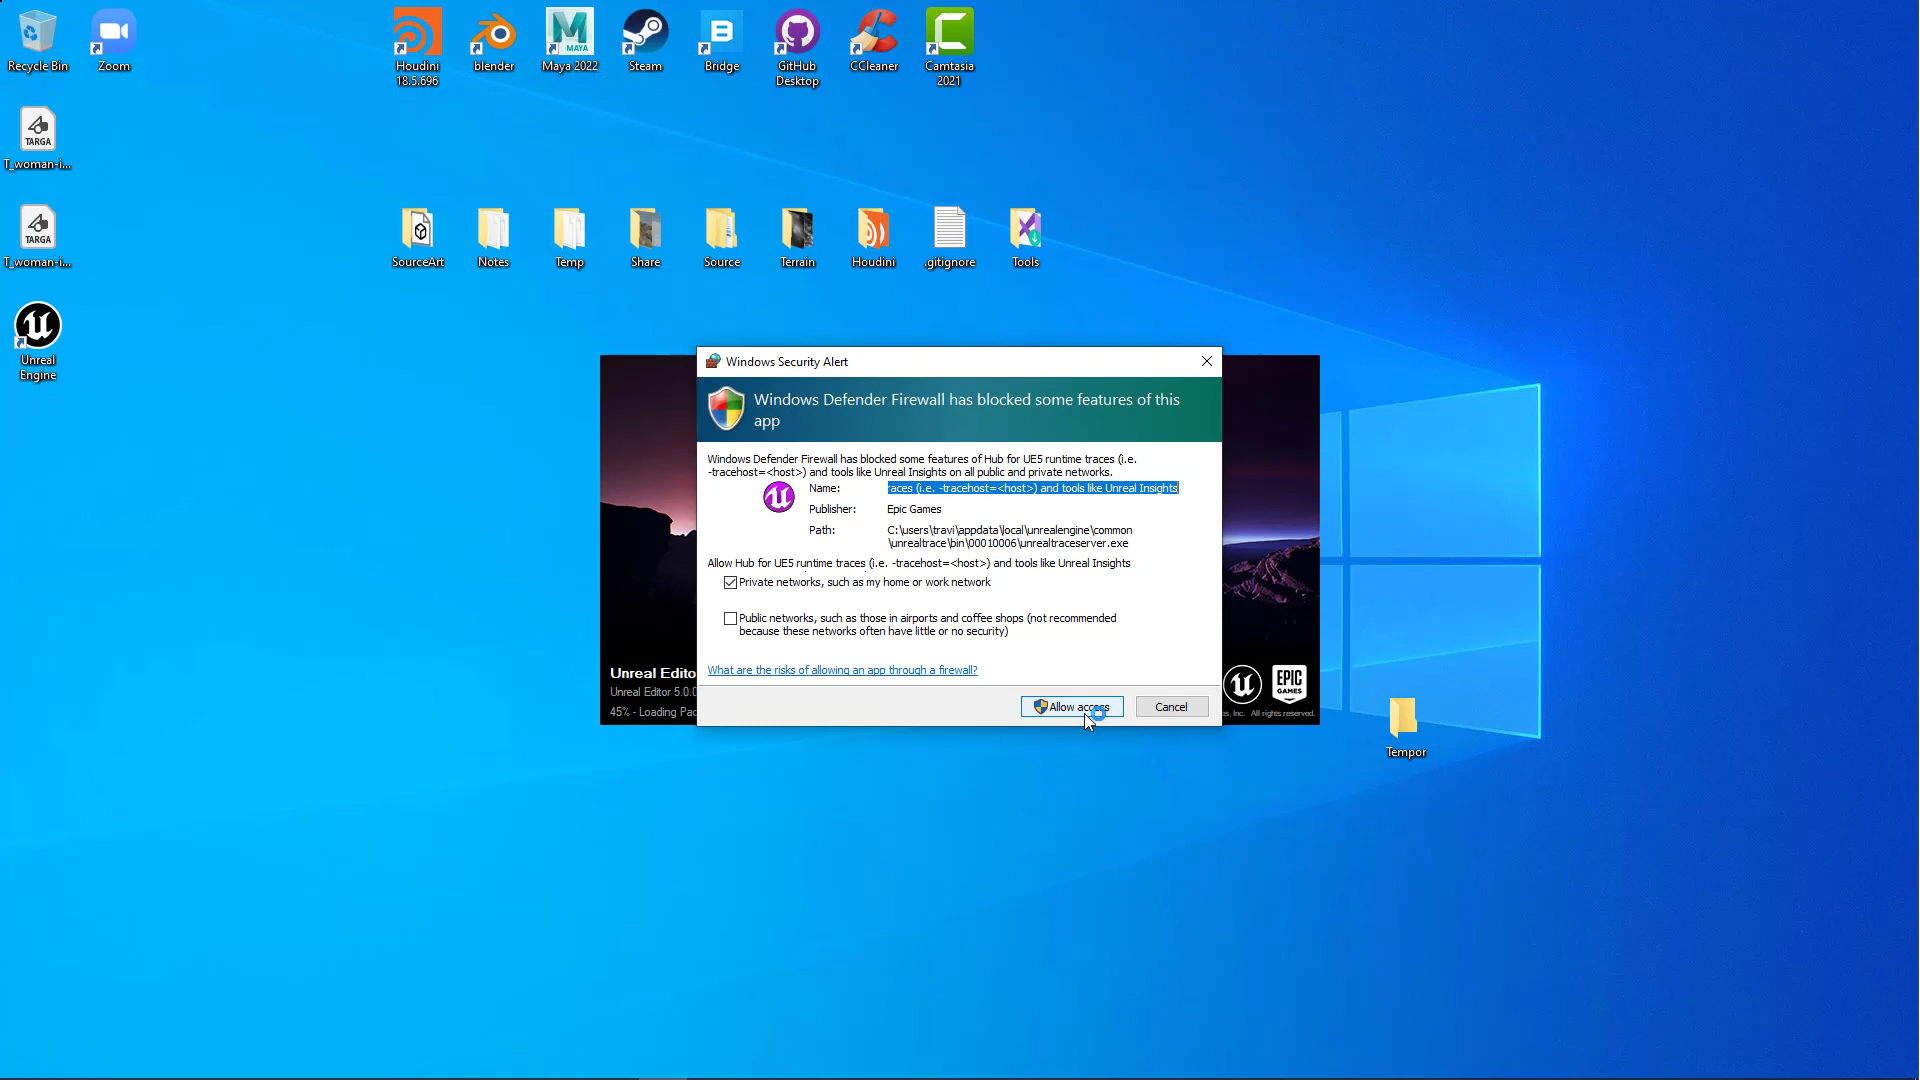 Recycle Bin
Zoom
Houdini
18.5.696
blender
Maya 2022
MAYA
Steam
Bridge
GitHub
Desktop
CCleaner
Camtasia
2021
TARGA
T_woman-i...
TARGA
T_woman-i...
SourceArt
Notes
Temp
Share
Source
Terrain
Houdini
.gitignore
Tools
Unreal
Engine
Windows Security Alert
Windows Defender Firewall has blocked some features of this
app
Windows Defender Firewall has blocked some features of Hub for UE5 runtime traces (i.e.
-tracehost=<host>) and tools like Unreal Insights on all public and private networks.
Name: races (i.e. -tracehost=<host>) and tools like Unreal Insights
Publisher: Epic Games
Path: C:\users\travi\appdata\local\unrealengine\common
\unrealtrace\bin\00010006\unrealtraceserver.exe
Allow Hub for UE5 runtime traces (i.e. -tracehost=<host>) and tools like Unreal Insights
Private networks, such as my home or work network
Public networks, such as those in airports and coffee shops (not recommended
because these networks often have little or no security)
What are the risks of allowing an app through a firewall?
Allow access
Cancel
Unreal Edito
Unreal Editor 5.0.0
45% - Loading Pac
EPIC
GAMES
es, Inc. All rights reserved.
Tempor